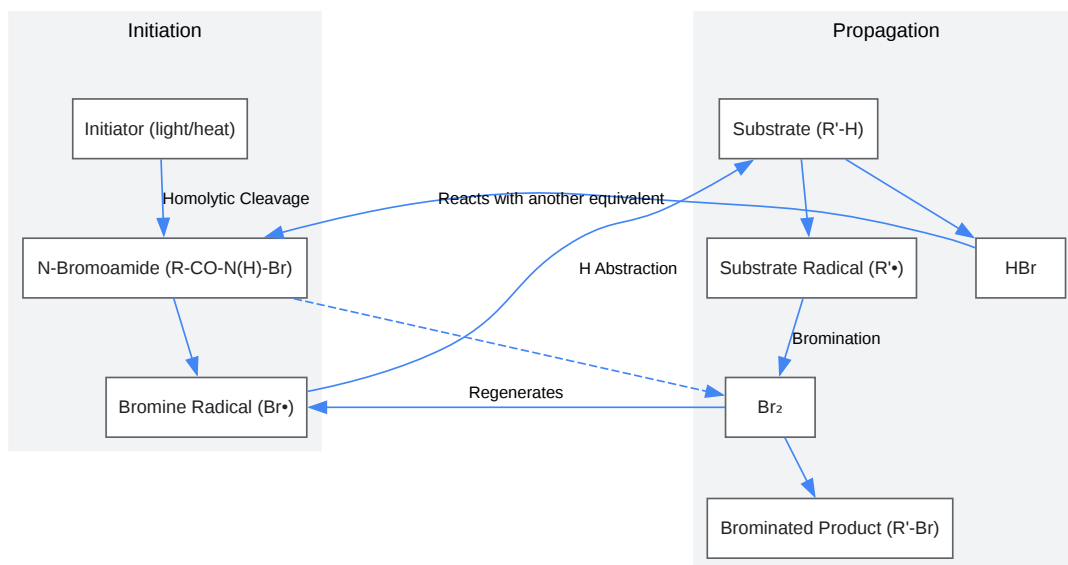 Initiation
Propagation
Initiator (light/heat)
Substrate (R'-H)
Homolytic Cleavage
Reacts with another equivalent
N-Bromoamide (R-CO-N(H)-Br)
H Abstraction
Substrate Radical (R'•)
HBr
Bromination
Regenerates
Bromine Radical (Br•)
Br₂
Brominated Product (R'-Br)